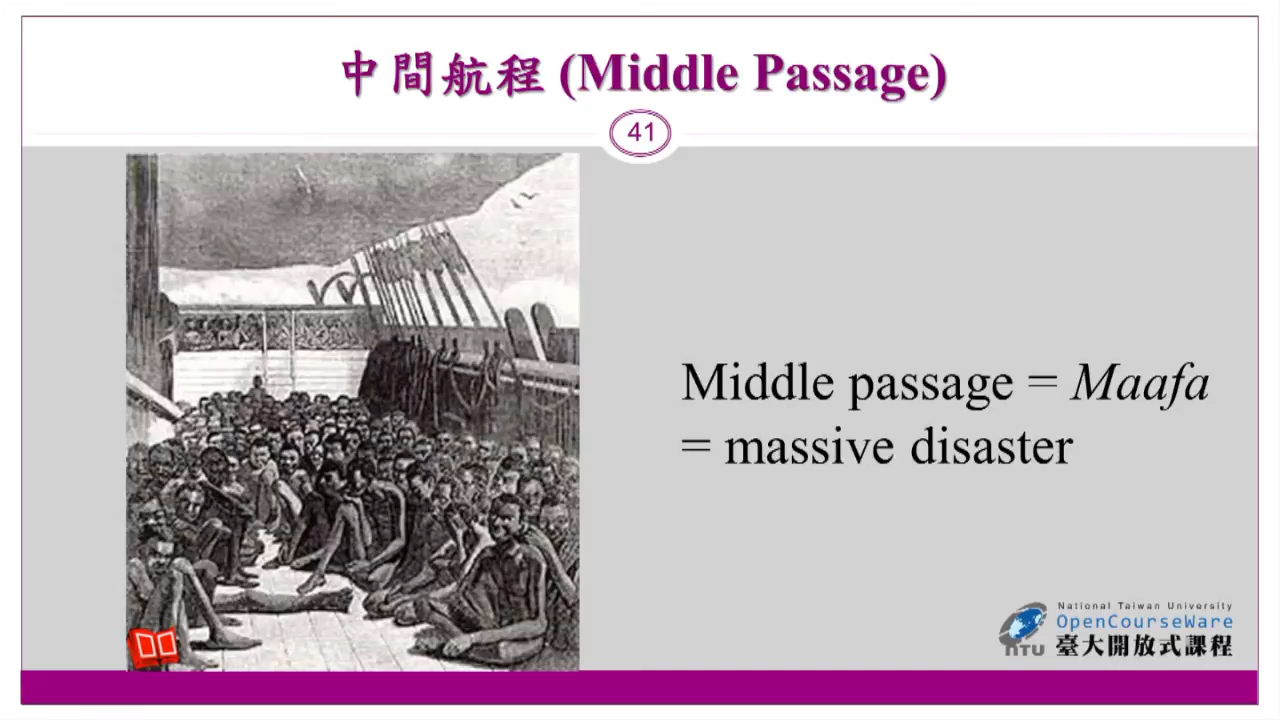 中間航程 (Middle Passage)
41
Middle passage = Maafa
= massive disaster
National Taiwan University
OpenCourseWare
NTU 臺大開放式課程